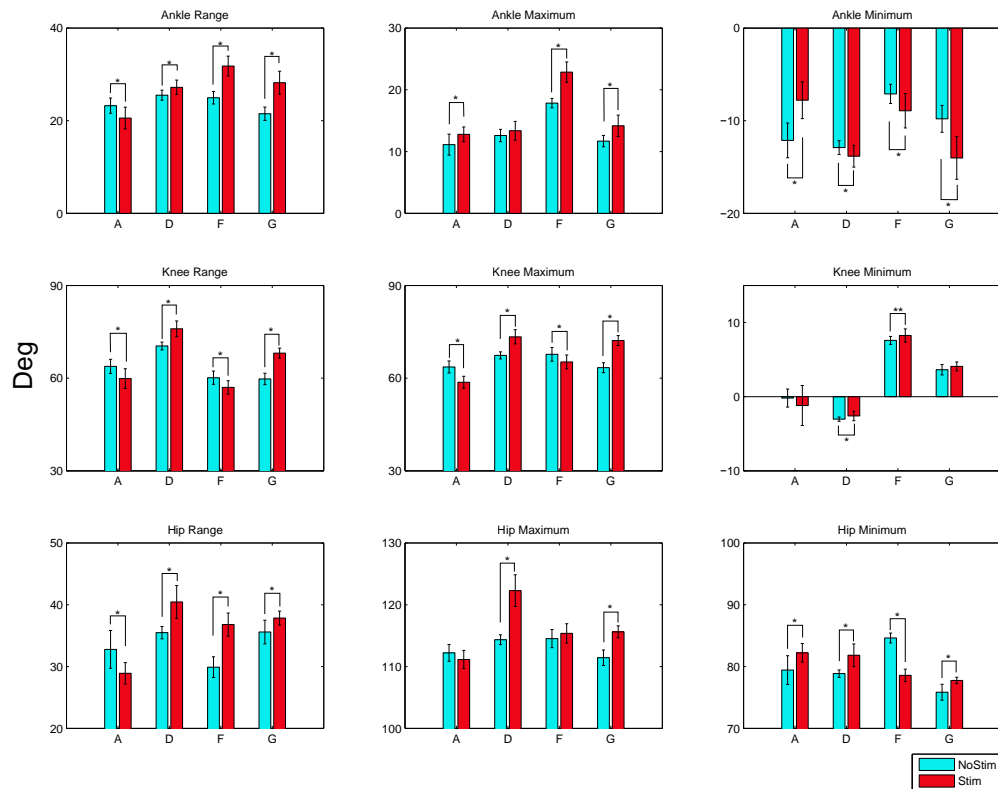 Ankle Range
Ankle Maximum
Ankle Minimum
40
20
0
* * * *
A D F G
30
20
10
0
* * *
A D F G
0
−10
−20
* * * *
A D F G
Deg
Knee Range
Knee Maximum
Knee Minimum
90
60
30
* * * *
A D F G
90
60
30
* * * *
A D F G
10
0
−10
* **
A D F G
Hip Range
Hip Maximum
Hip Minimum
50
40
30
20
* * * *
A D F G
130
120
110
100
* *
A D F G
100
90
80
70
* * * *
A D F G
NoStim
Stim